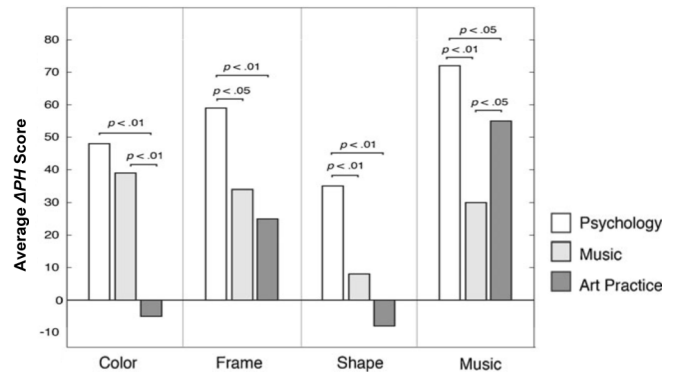 80
70
60
50
40
30
20
10
0
-10
Average ΔPH Score
p < .01
p < .01
p < .01
p < .05
p < .01
p < .01
p < .05
p < .01
p < .05
Color
Frame
Shape
Music
Psychology
Music
Art Practice